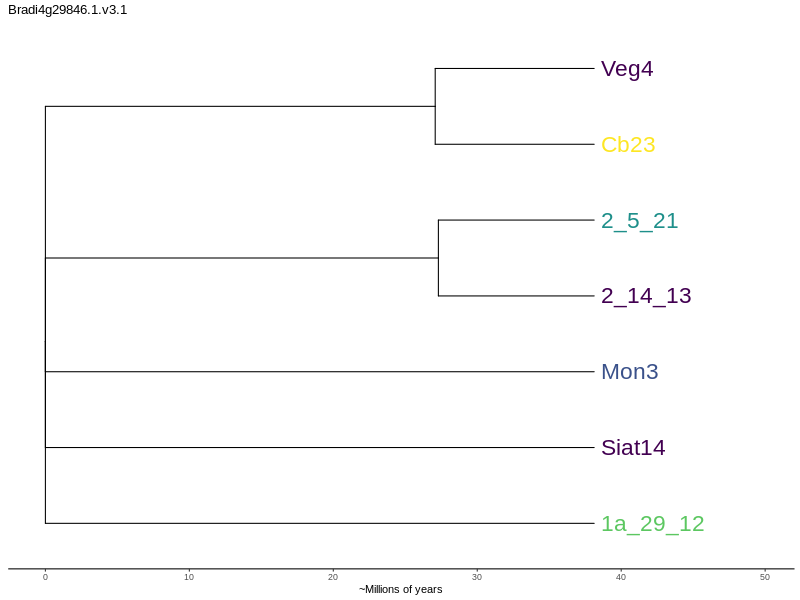 Bradi4g29846.1.v3.1
Veg4
Cb23
2_5_21
2_14_13
Mon3
Siat14
1a_29_12
0 10 20 30 40 50
~Millions of years